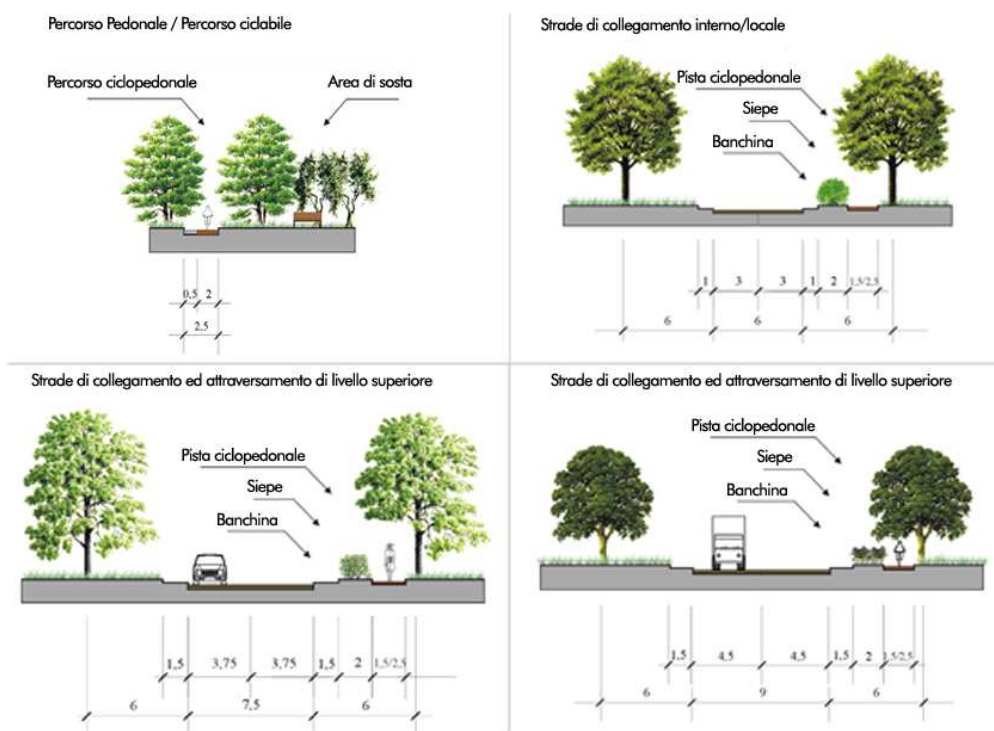 Percorso Pedonale / Percorso ciclabile
Percorso ciclopedonale
Area di sosta
0,5 2
2.5
Strade di collegamento interno/locale
Pista ciclopedonale
Siepe
Banchina
1 3 3 1 2 1,5/2.5
6 6 6
Strade di collegamento ed attraversamento di livello superiore
Pista ciclopedonale
Siepe
Banchina
1,5 3,75 3,75 1,5 2 1,5/2.5
6 7,5 6
Strade di collegamento ed attraversamento di livello superiore
Pista ciclopedonale
Siepe
Banchina
1,5 4,5 4,5 1,5 2 1,5/2.5
6 9 6